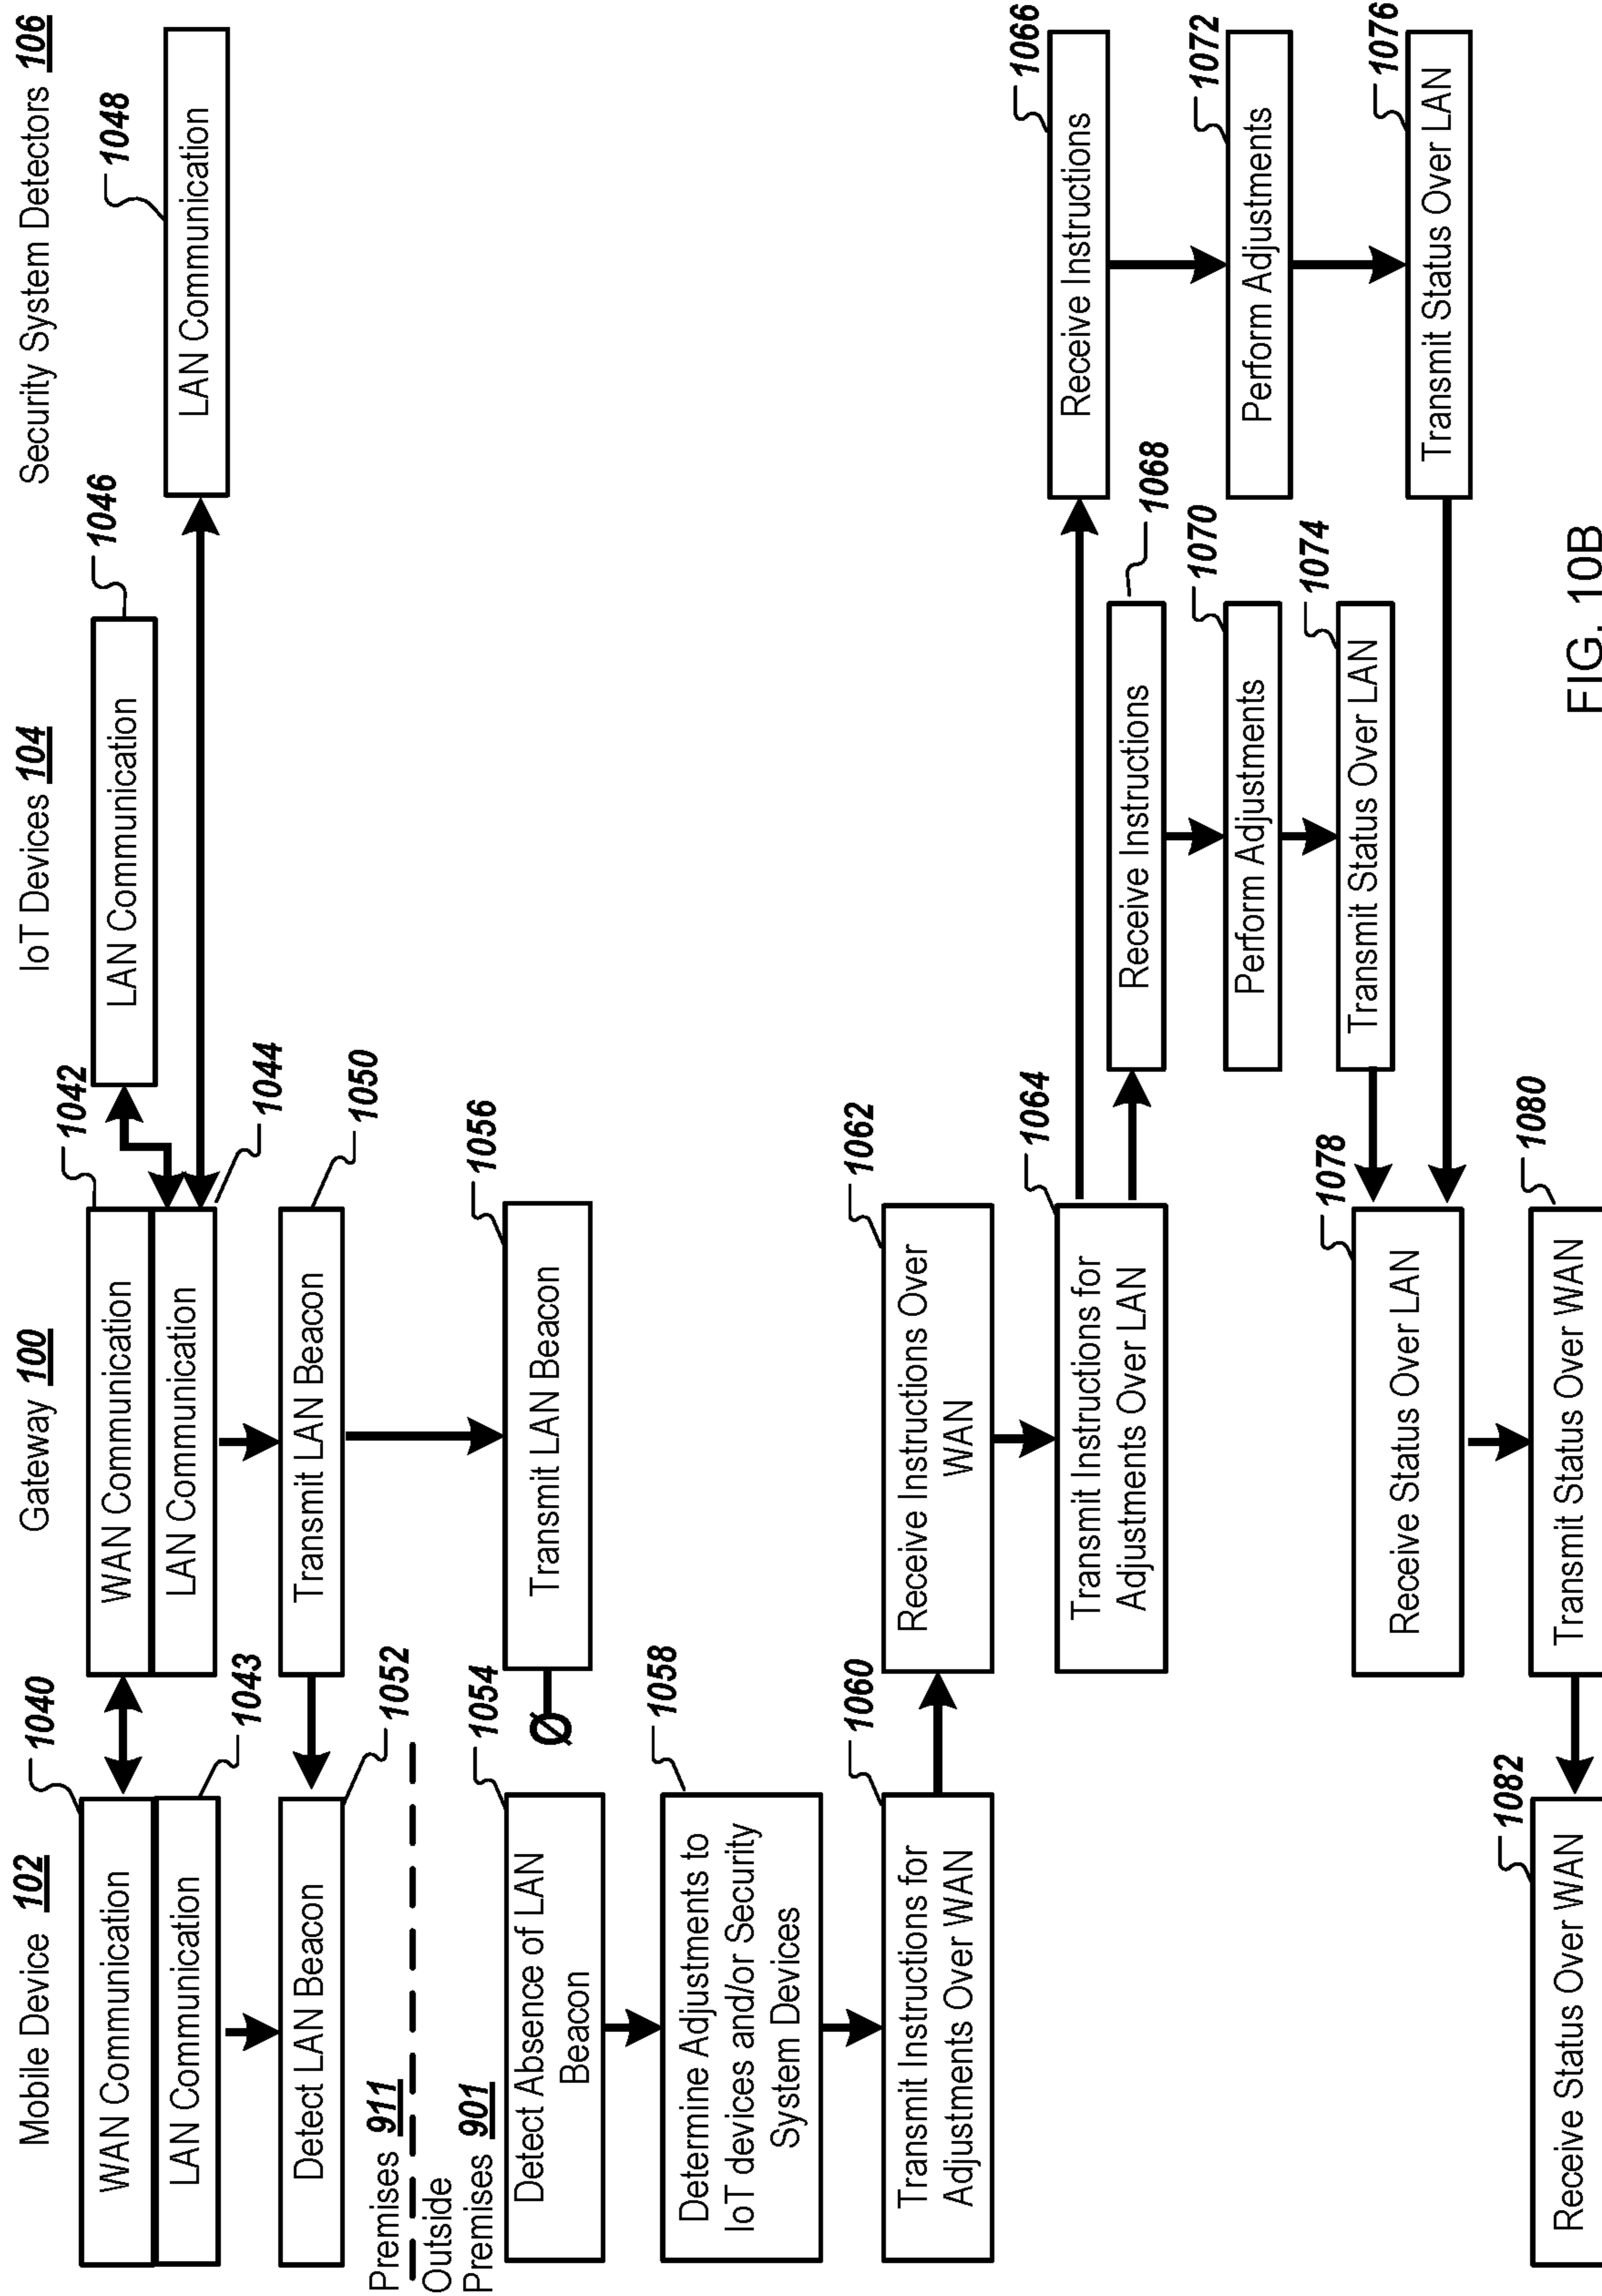 Mobile Device 102
Gateway 100
IoT Devices 104
Security System Detectors 106
1040
WAN Communication
LAN Communication
1043
1042
WAN Communication
LAN Communication
1044
1046
LAN Communication
1048
LAN Communication
Detect LAN Beacon
1052
Transmit LAN Beacon
1050
Premises 911
Outside
Premises 901
1054
Detect Absence of LAN
Beacon
Ø
1056
Transmit LAN Beacon
1058
Determine Adjustments to
IoT devices and/or Security
System Devices
1060
Transmit Instructions for
Adjustments Over WAN
1062
Receive Instructions Over
WAN
1064
Transmit Instructions for
Adjustments Over LAN
1066
Receive Instructions
1068
Receive Instructions
1070
Perform Adjustments
1072
Perform Adjustments
1074
Transmit Status Over LAN
1076
Transmit Status Over LAN
1078
Receive Status Over LAN
1080
Transmit Status Over WAN
1082
Receive Status Over WAN
FIG. 10B